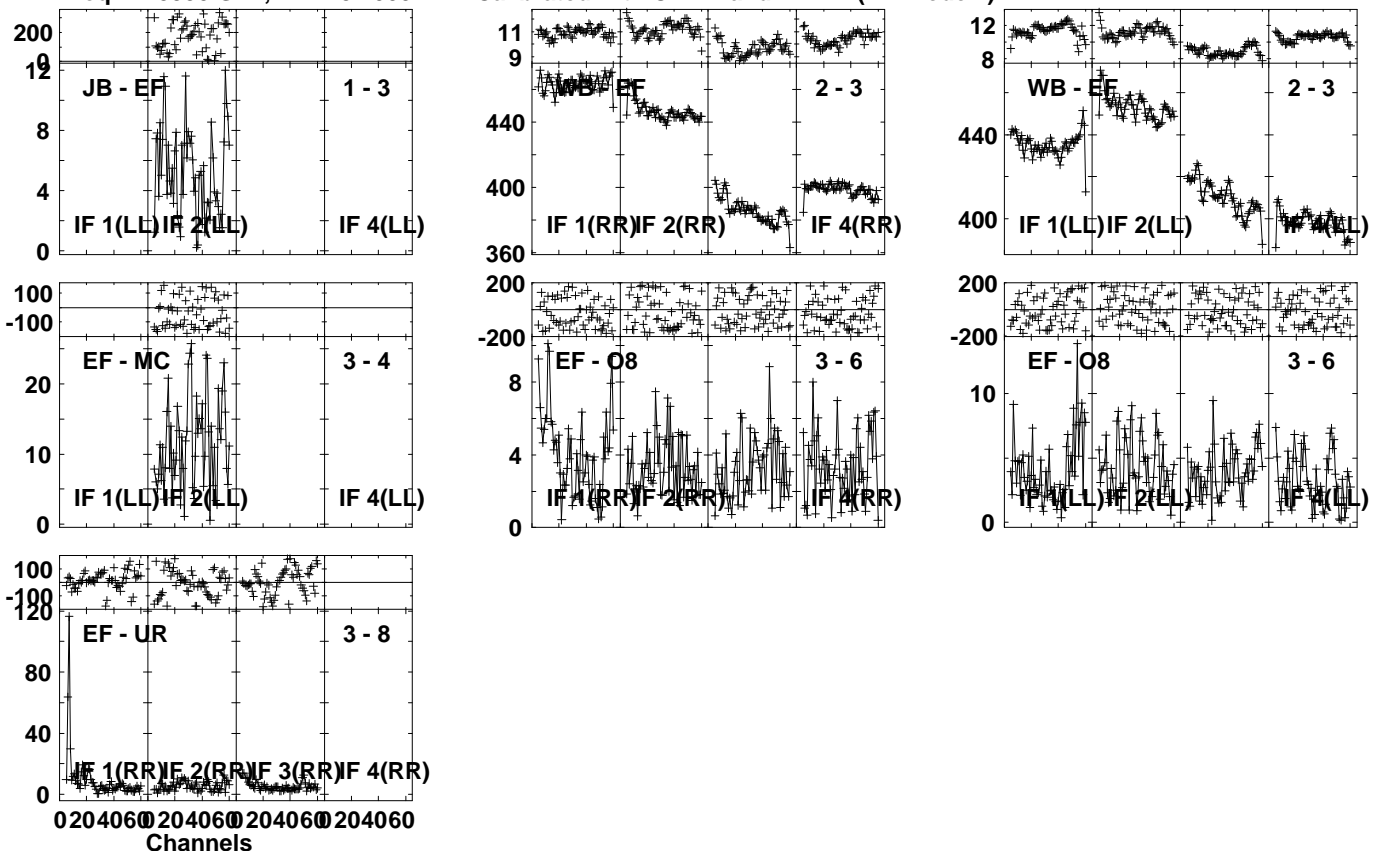 200
0
12
8
4
0
JB - EF
1 - 3
IF 1(LL)
IF 2(LL)
IF 4(LL)
11
9
440
400
360
WB - EF
2 - 3
IF 1(RR)
IF 2(RR)
IF 4(RR)
12
8
440
400
WB - EF
2 - 3
IF 1(LL)
IF 2(LL)
IF 4(LL)
100
-100
20
10
0
EF - MC
3 - 4
IF 1(LL)
IF 2(LL)
IF 4(LL)
200
-200
8
4
0
EF - O8
3 - 6
IF 1(RR)
IF 2(RR)
IF 4(RR)
200
-200
10
0
EF - O8
3 - 6
IF 1(LL)
IF 2(LL)
IF 4(LL)
100
-100
120
80
40
0
EF - UR
3 - 8
IF 1(RR)
IF 2(RR)
IF 3(RR)
IF 4(RR)
0 20 40 60 0 20 40 60 0 20 40 60 0 20 40 60
Channels